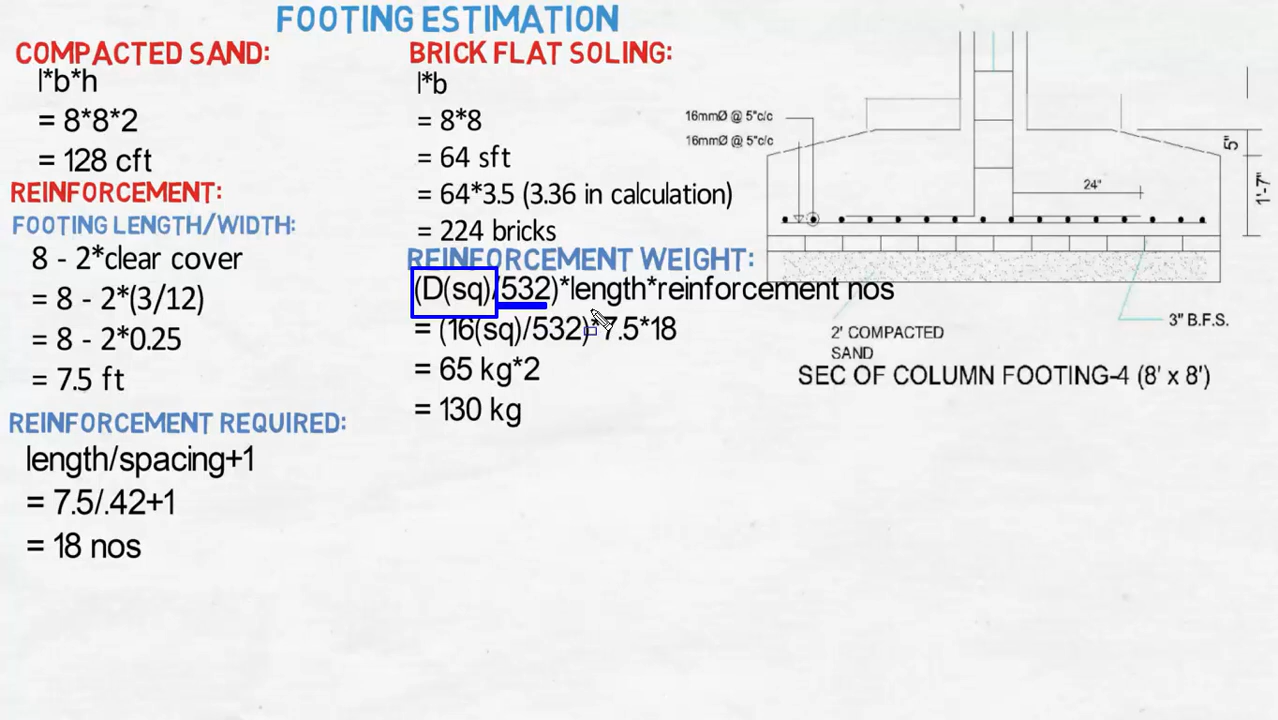 FOOTING ESTIMATION
COMPACTED SAND:
l*b*h
= 8*8*2
= 128 cft
REINFORCEMENT:
FOOTING LENGTH/WIDTH:
8 - 2*clear cover
= 8 - 2*(3/12)
= 8 - 2*0.25
= 7.5 ft
REINFORCEMENT REQUIRED:
length/spacing+1
= 7.5/.42+1
= 18 nos
BRICK FLAT SOLING:
l*b
= 8*8
= 64 sft
= 64*3.5 (3.36 in calculation)
= 224 bricks
REINFORCEMENT WEIGHT:
(D(sq)/532)*length*reinforcement nos
= (16(sq)/532)*7.5*18
= 65 kg*2
= 130 kg
16mmØ @ 5"c/c
16mmØ @ 5"c/c
24"
5"
1'-7"
3" B.F.S.
2' COMPACTED
SAND
SEC OF COLUMN FOOTING-4 (8' x 8')